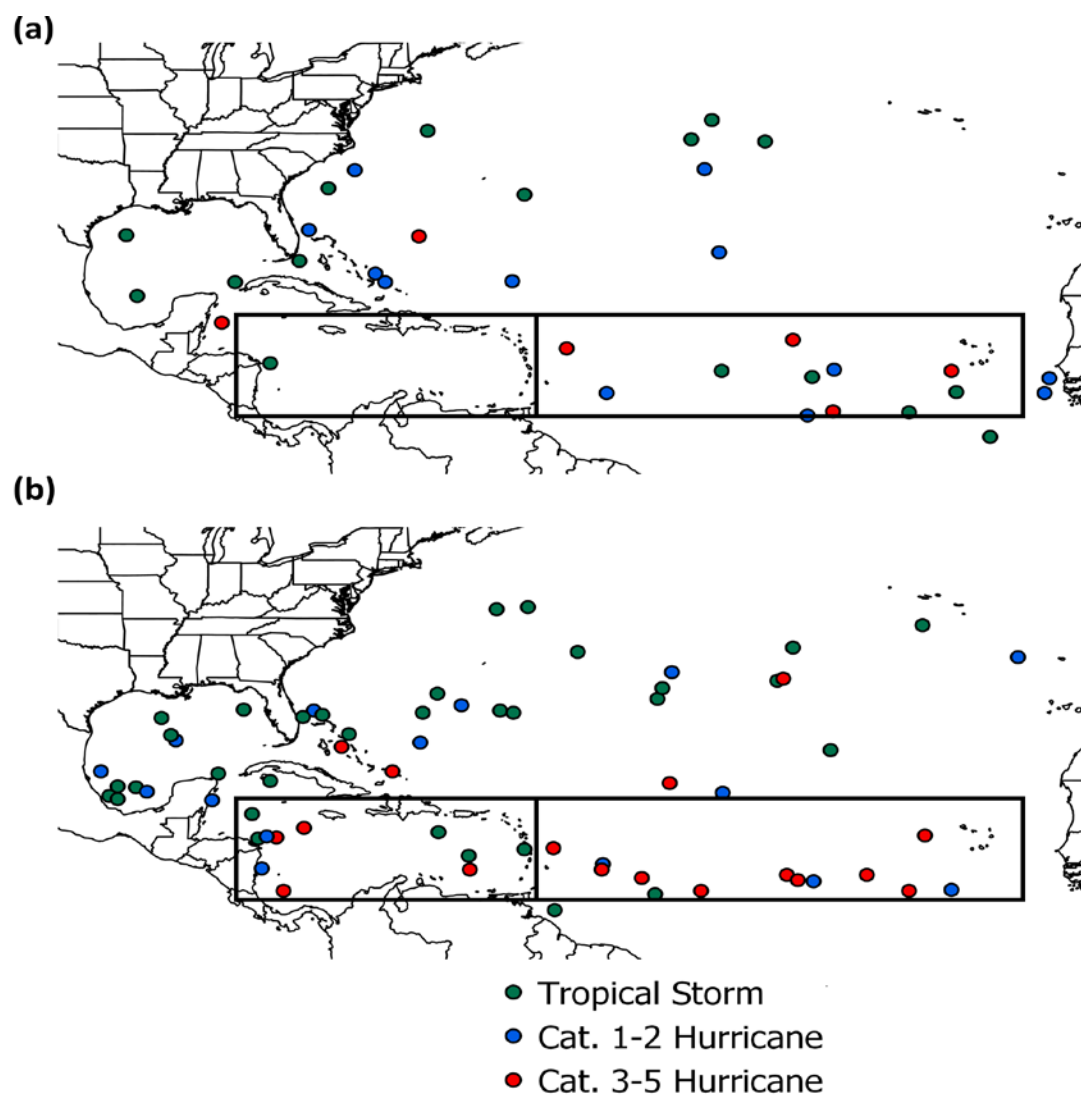 (a)
(b)
Tropical Storm
Cat. 1-2 Hurricane
Cat. 3-5 Hurricane